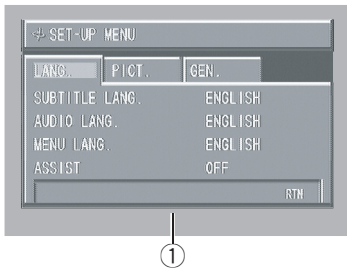 SET-UP MENU
LANG. PICT. GEN.
SUBTITLE LANG. ENGLISH
AUDIO LANG. ENGLISH
MENU LANG. ENGLISH
ASSIST OFF
RTN
1